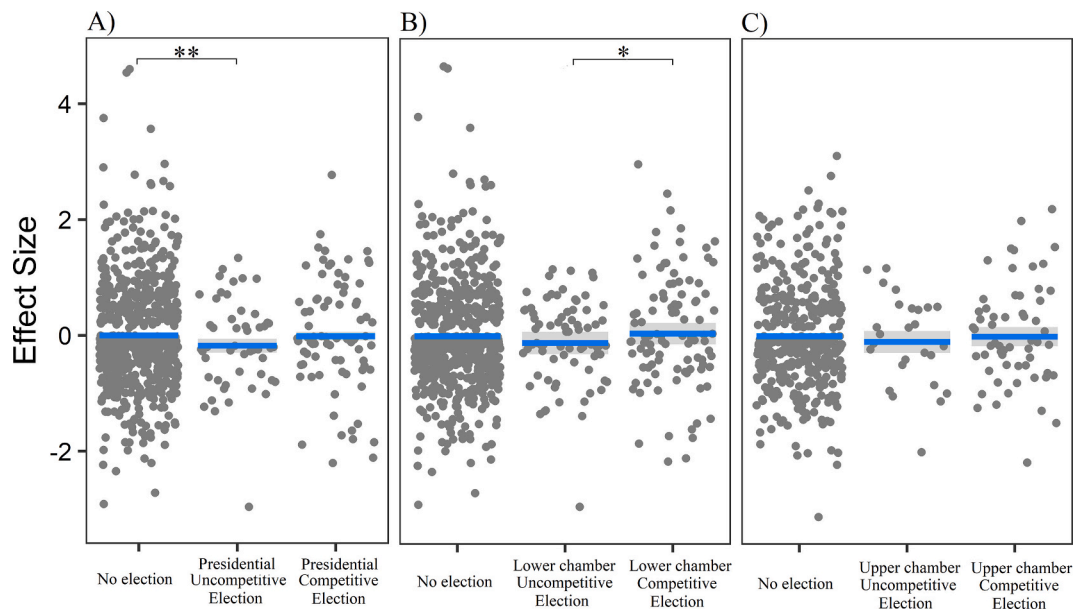 A)
B)
C)
**
*
Effect Size
4
2
0
-2
No election
Presidential
Uncompetitive
Election
Presidential
Competitive
Election
No election
Lower chamber
Uncompetitive
Election
Lower chamber
Competitive
Election
No election
Upper chamber
Uncompetitive
Election
Upper chamber
Competitive
Election